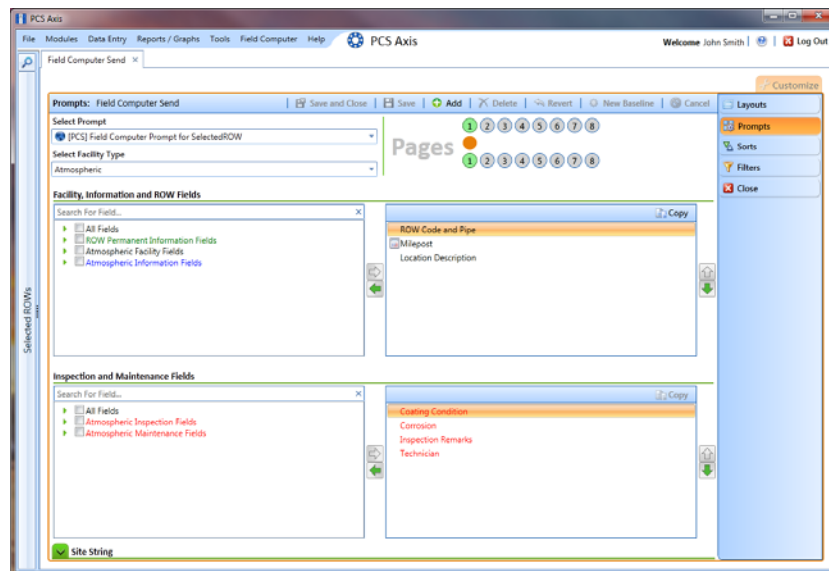 PCS Axis
File Modules Data Entry Reports / Graphs Tools Field Computer Help PCS Axis Welcome John Smith | | Log Out
Field Computer Send ×
Customize
Prompts: Field Computer Send | Save and Close | Save | Add | Delete | Revert | New Baseline | Cancel
Layouts
Select Prompt
[PCS] Field Computer Prompt for SelectedROW
Prompts
Pages
1 2 3 4 5 6 7 8
1 2 3 4 5 6 7 8
Sorts
Select Facility Type
Atmospheric
Filters
Close
Facility, Information and ROW Fields
Search For Field... ×
Copy
All Fields
ROW Permanent Information Fields
Atmospheric Facility Fields
Atmospheric Information Fields
ROW Code and Pipe
Milepost
Location Description
Selected ROWs
Inspection and Maintenance Fields
Search For Field... ×
Copy
All Fields
Atmospheric Inspection Fields
Atmospheric Maintenance Fields
Coating Condition
Corrosion
Inspection Remarks
Technician
Site String